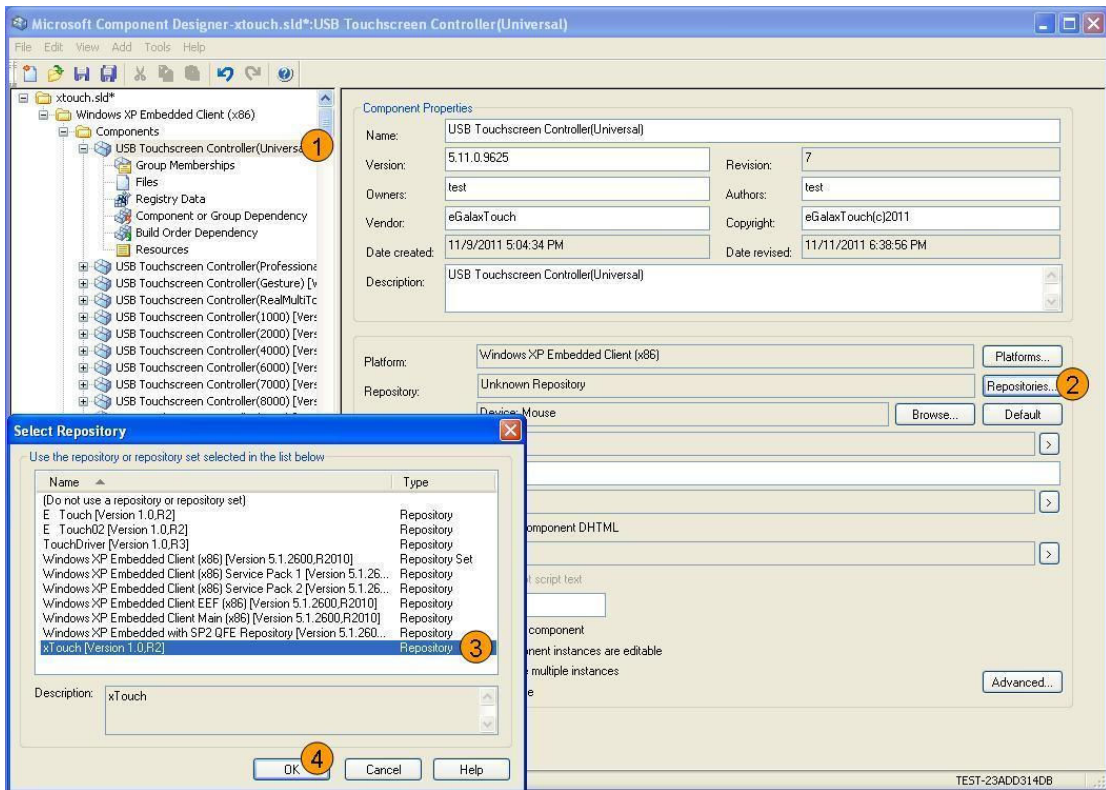 Microsoft Component Designer-xtouch.sld*:USB Touchscreen Controller(Universal)
File Edit View Add Tools Help
xtouch.sld*
Windows XP Embedded Client (x86)
Components
USB Touchscreen Controller(Universa
1
Group Memberships
Files
Registry Data
Component or Group Dependency
Build Order Dependency
Resources
USB Touchscreen Controller(Professiona
USB Touchscreen Controller(Gesture) [V
USB Touchscreen Controller(RealMultiTo
USB Touchscreen Controller(1000) [Vers
USB Touchscreen Controller(2000) [Vers
USB Touchscreen Controller(4000) [Vers
USB Touchscreen Controller(6000) [Vers
USB Touchscreen Controller(7000) [Vers
USB Touchscreen Controller(8000) [Vers
Component Properties
Name: USB Touchscreen Controller(Universal)
Version: 5.11.0.9625 Revision: 7
Owners: test Authors: test
Vendor: eGalaxTouch Copyright: eGalaxTouch(c)2011
Date created: 11/9/2011 5:04:34 PM Date revised: 11/11/2011 6:38:56 PM
Description: USB Touchscreen Controller(Universal)
Platform: Windows XP Embedded Client (x86) Platforms...
Repository: Unknown Repository Repositories... 2
Device: Mouse Browse... Default
>
>
omponent DHTML
>
t script text
component
nent instances are editable
multiple instances
e
Advanced...
Select Repository
Use the repository or repository set selected in the list below
Name Type
(Do not use a repository or repository set)
E Touch [Version 1.0,R2] Repository
E Touch02 [Version 1.0,R2] Repository
TouchDriver [Version 1.0,R3] Repository
Windows XP Embedded Client (x86) [Version 5.1.2600,R2010] Repository Set
Windows XP Embedded Client (x86) Service Pack 1 [Version 5.1.26... Repository
Windows XP Embedded Client (x86) Service Pack 2 [Version 5.1.26... Repository
Windows XP Embedded Client EEF (x86) [Version 5.1.2600,R2010] Repository
Windows XP Embedded Client Main (x86) [Version 5.1.2600,R2010] Repository
Windows XP Embedded with SP2 QFE Repository [Version 5.1.260... Repository
xTouch [Version 1.0,R2] Repository 3
Description: xTouch
OK 4 Cancel Help
TEST-23ADD314DB